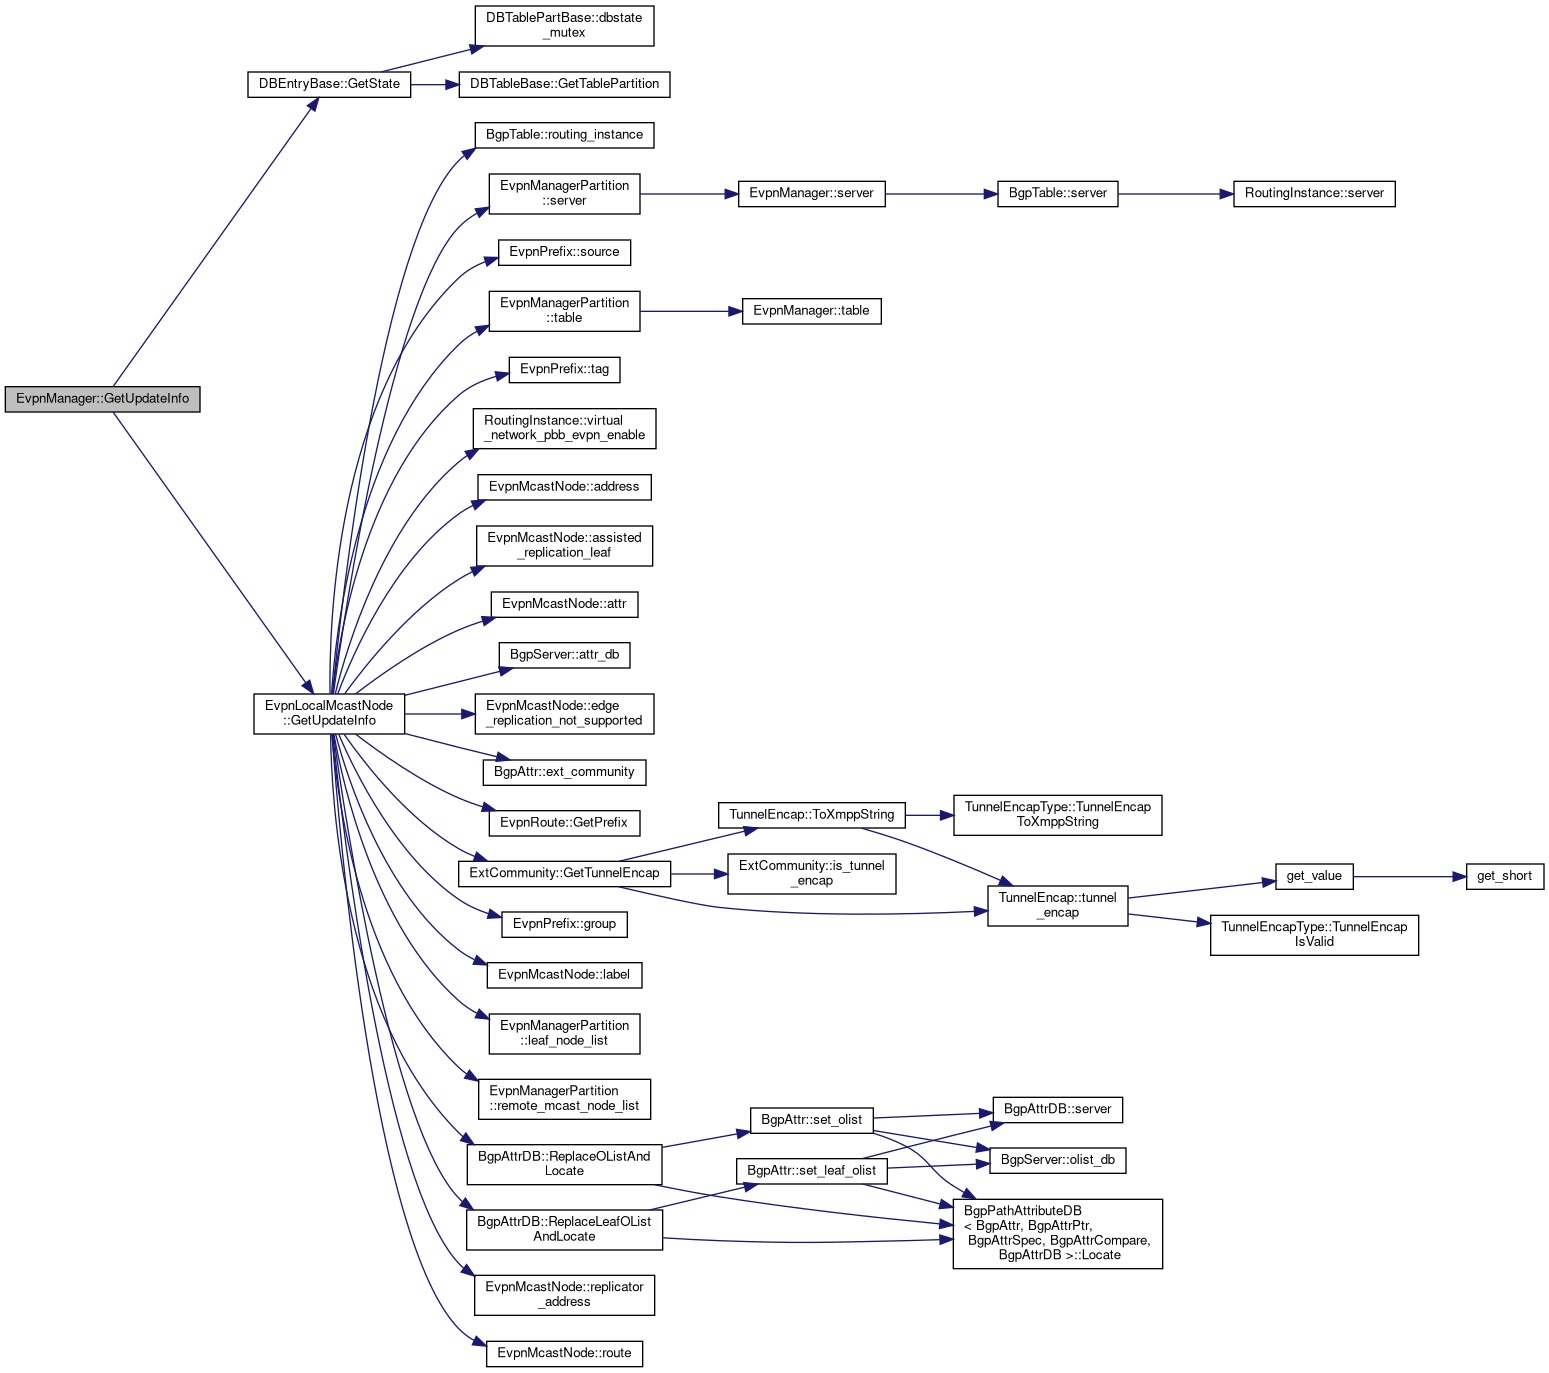 DBTablePartBase::dbstate
_mutex
DBEntryBase::GetState
DBTableBase::GetTablePartition
BgpTable::routing_instance
EvpnManagerPartition
::server
EvpnManager::server
BgpTable::server
RoutingInstance::server
EvpnPrefix::source
EvpnManagerPartition
::table
EvpnManager::table
EvpnPrefix::tag
EvpnManager::GetUpdateInfo
RoutingInstance::virtual
_network_pbb_evpn_enable
EvpnMcastNode::address
EvpnMcastNode::assisted
_replication_leaf
EvpnMcastNode::attr
BgpServer::attr_db
EvpnLocalMcastNode
::GetUpdateInfo
EvpnMcastNode::edge
_replication_not_supported
BgpAttr::ext_community
EvpnRoute::GetPrefix
TunnelEncap::ToXmppString
TunnelEncapType::TunnelEncap
ToXmppString
ExtCommunity::GetTunnelEncap
ExtCommunity::is_tunnel
_encap
TunnelEncap::tunnel
_encap
get_value
get_short
TunnelEncapType::TunnelEncap
IsValid
EvpnPrefix::group
EvpnMcastNode::label
EvpnManagerPartition
::leaf_node_list
EvpnManagerPartition
::remote_mcast_node_list
BgpAttrDB::ReplaceOListAnd
Locate
BgpAttr::set_olist
BgpAttrDB::server
BgpAttr::set_leaf_olist
BgpServer::olist_db
BgpAttrDB::ReplaceLeafOList
AndLocate
BgpPathAttributeDB
< BgpAttr, BgpAttrPtr,
BgpAttrSpec, BgpAttrCompare,
BgpAttrDB >::Locate
EvpnMcastNode::replicator
_address
EvpnMcastNode::route